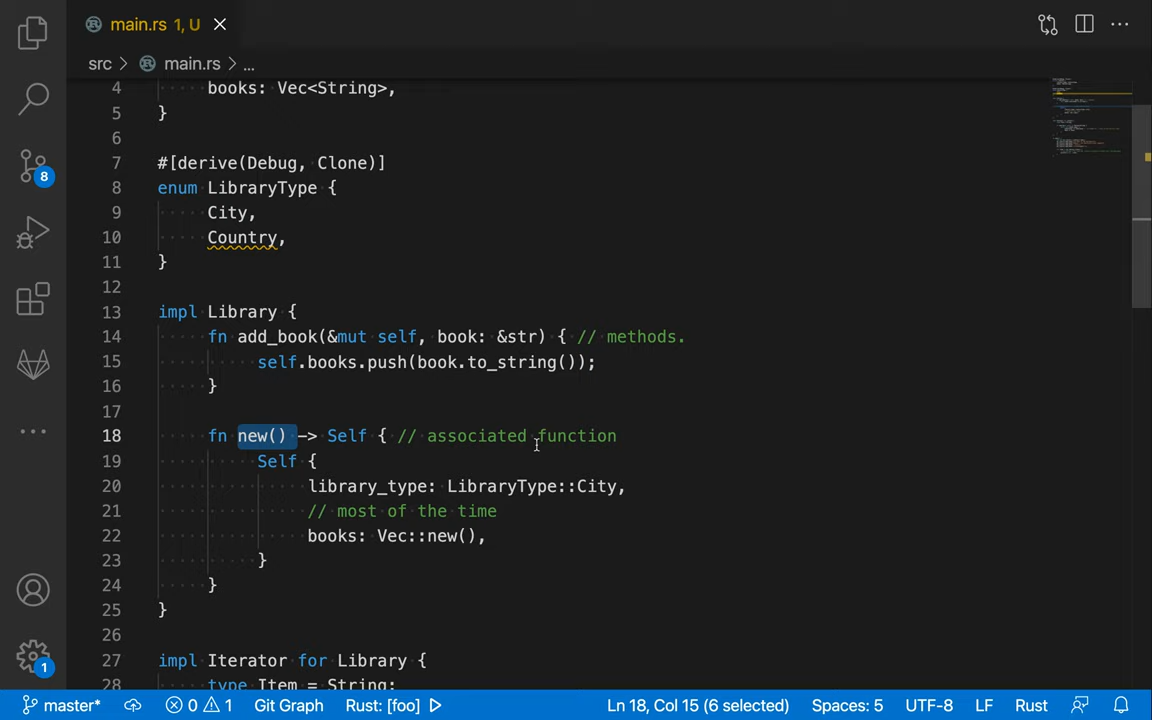 main.rs 1, U
src > main.rs > ...
4 books: Vec<String>,
5 }
6
7 #[derive(Debug, Clone)]
8 enum LibraryType {
9 City,
10 Country,
11 }
12
13 impl Library {
14 fn add_book(&mut self, book: &str) { // methods.
15 self.books.push(book.to_string());
16 }
17
18 fn new() -> Self { // associated function
19 Self {
20 library_type: LibraryType::City,
21 // most of the time
22 books: Vec::new(),
23 }
24 }
25 }
26
27 impl Iterator for Library {
28 type Item = String;
8
1
master* 0 1 Git Graph Rust: [foo] Ln 18, Col 15 (6 selected) Spaces: 5 UTF-8 LF Rust